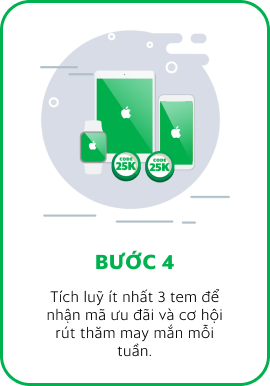 CODE
25K
CODE
25K
BƯỚC 4
Tích luỹ ít nhất 3 tem để
nhận mã ưu đãi và cơ hội
rút thăm may mắn mỗi
tuần.